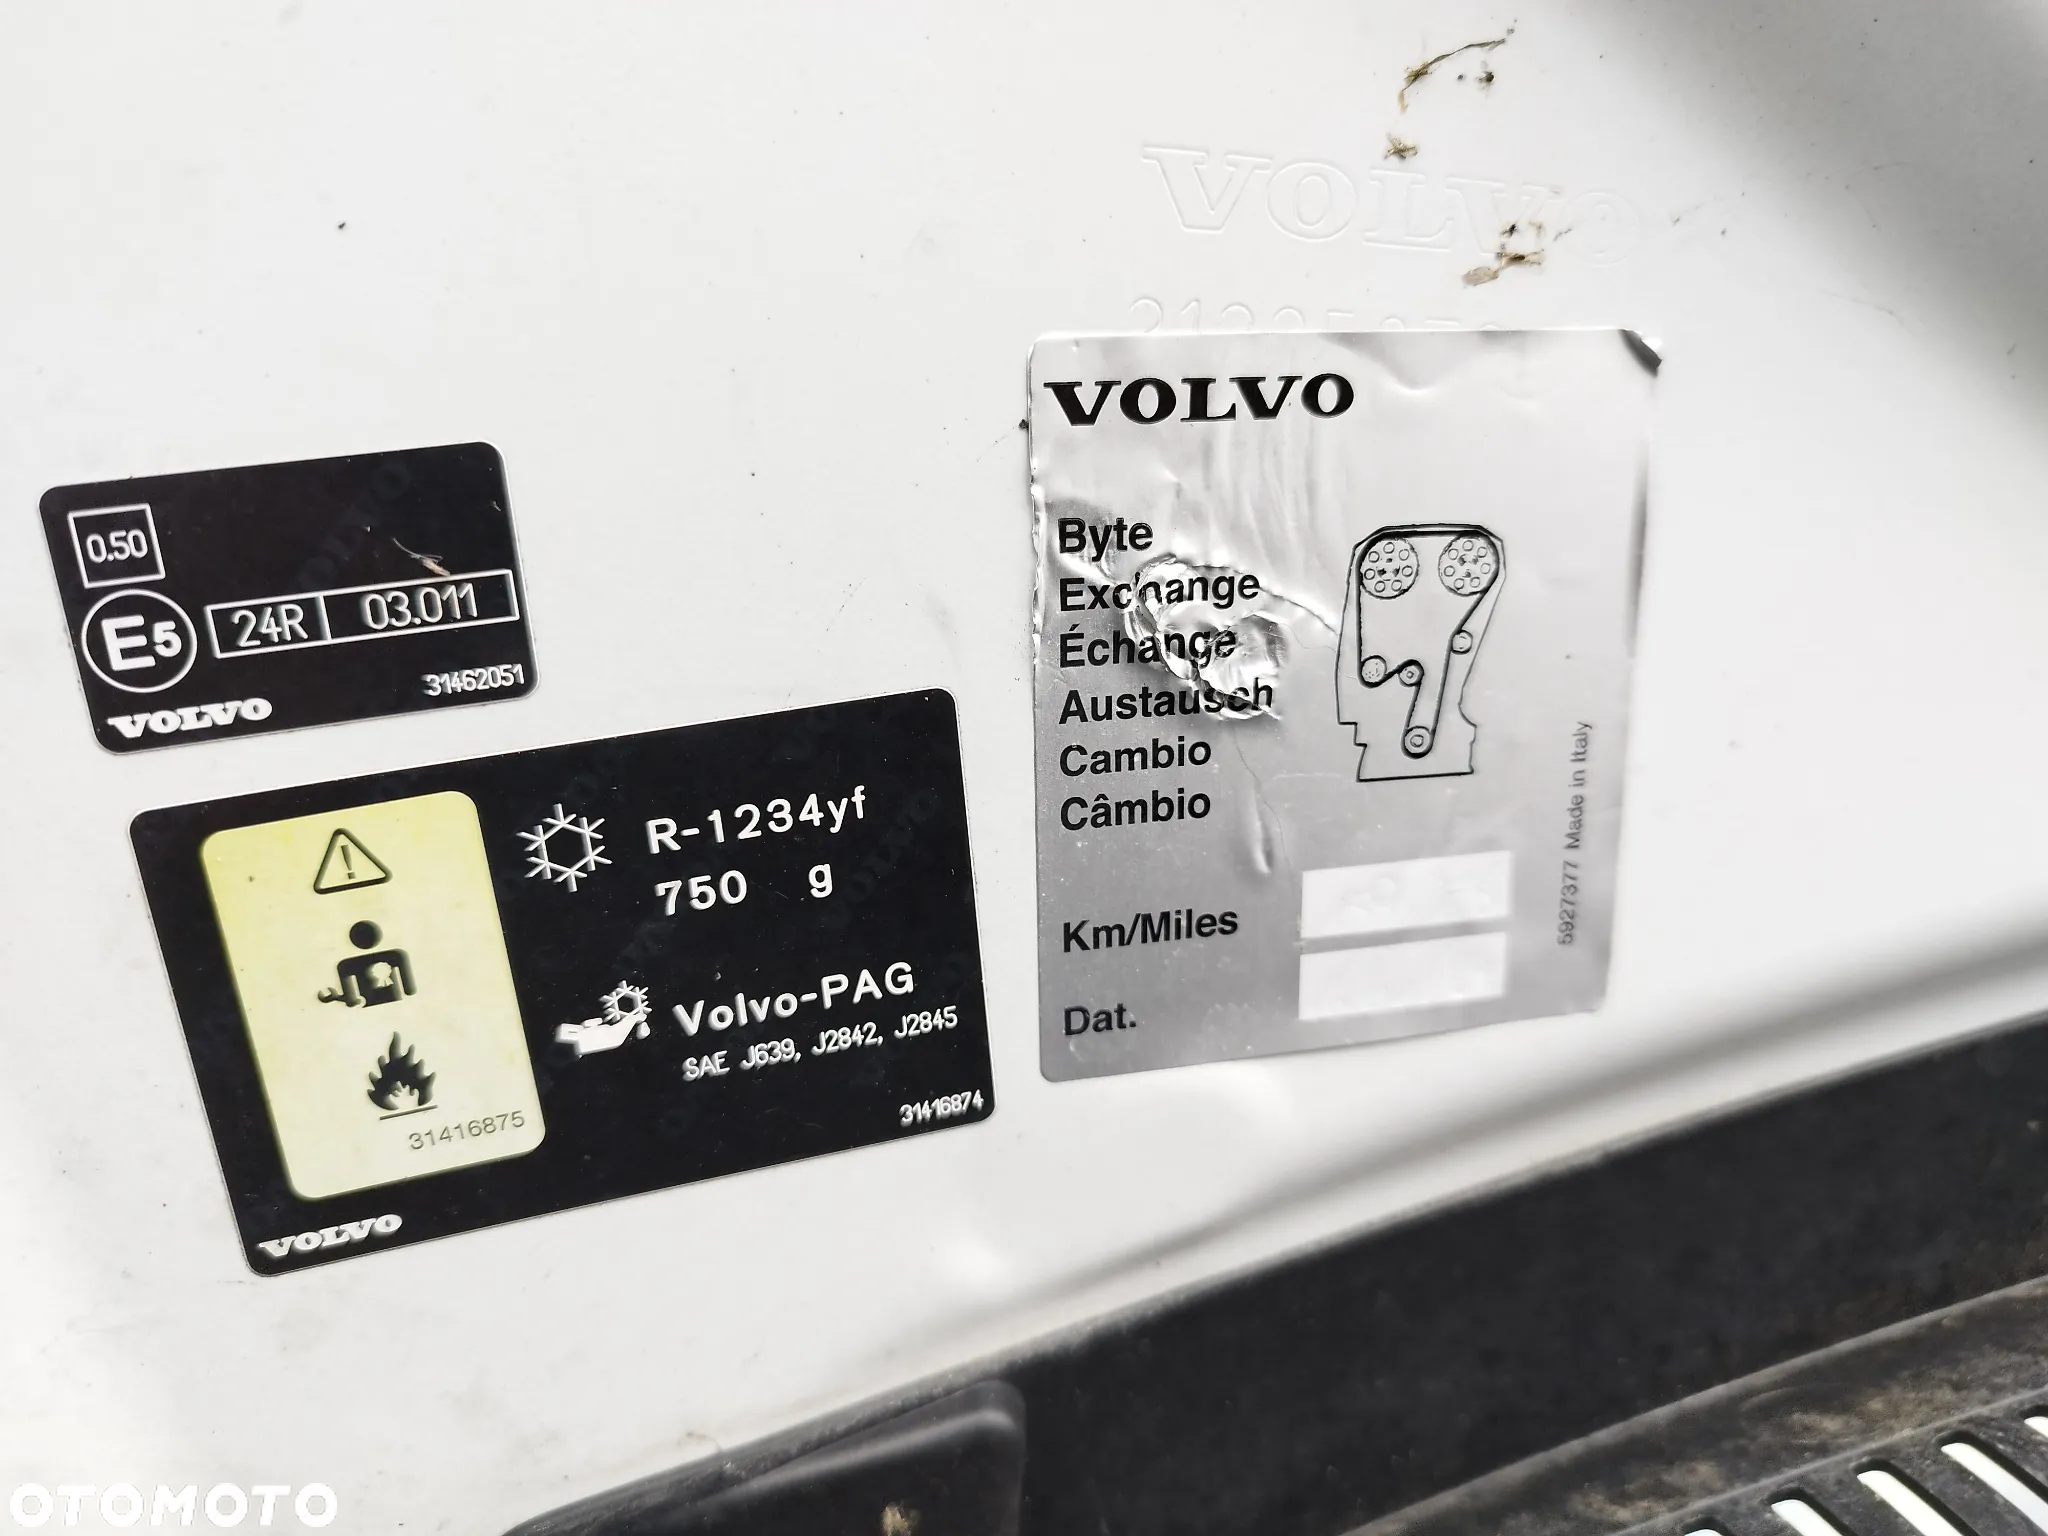 VOLVO
0.50
E5
24R 03.011
31462051
VOLVO
R-1234yf
750 g
Volvo-PAG
SAE J639, J2842, J2845
31416875
31416874
VOLVO
VOLVO
Byte
Exchange
Échange
Austausch
Cambio
Câmbio
Km/Miles
Dat.
5927377 Made in Italy
OTOMOTO